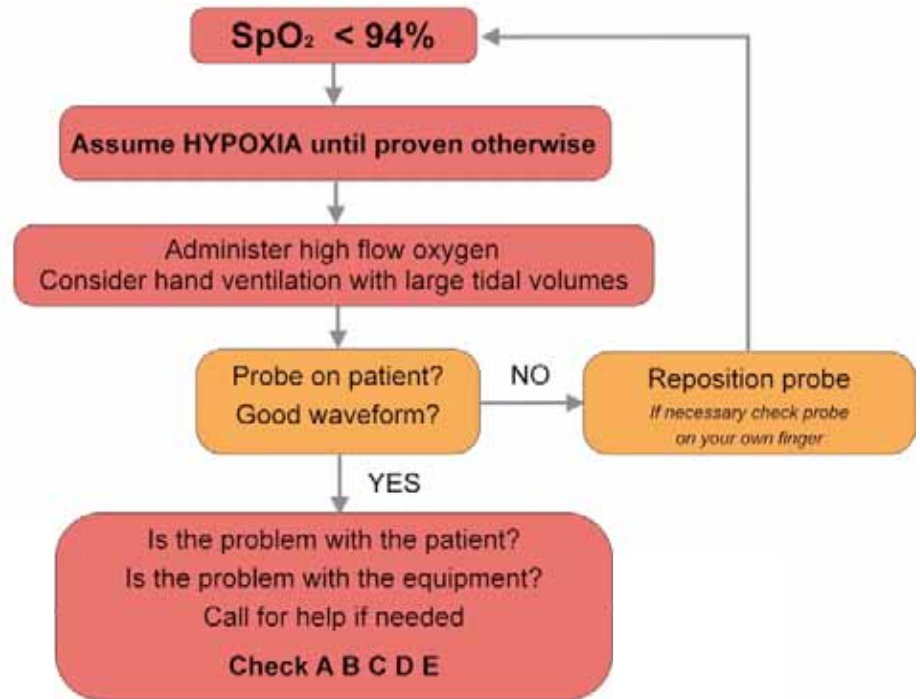 SpO₂ < 94%
Assume HYPOXIA until proven otherwise
Administer high flow oxygen
Consider hand ventilation with large tidal volumes
Probe on patient?
Good waveform?
NO
Reposition probe
If necessary check probe
on your own finger
YES
Is the problem with the patient?
Is the problem with the equipment?
Call for help if needed
Check A B C D E